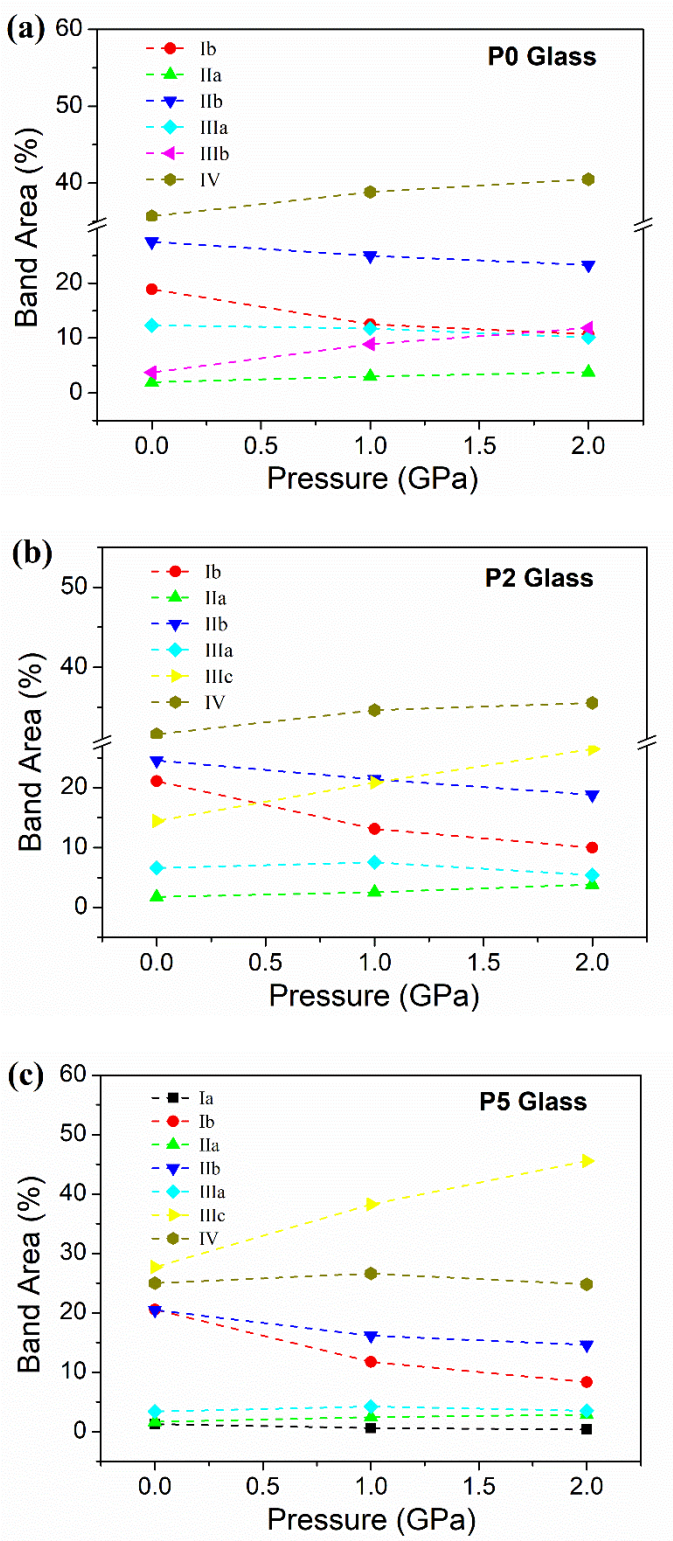 (a)
P0 Glass
Ib
IIa
IIb
IIIa
IIIb
IV
60
50
40
20
10
0
Band Area (%)
0.0 0.5 1.0 1.5 2.0
Pressure (GPa)
(b)
P2 Glass
Ib
IIa
IIb
IIIa
IIIc
IV
50
40
20
10
0
Band Area (%)
0.0 0.5 1.0 1.5 2.0
Pressure (GPa)
(c)
P5 Glass
Ia
Ib
IIa
IIb
IIIa
IIIc
IV
60
50
40
30
20
10
0
Band Area (%)
0.0 0.5 1.0 1.5 2.0
Pressure (GPa)